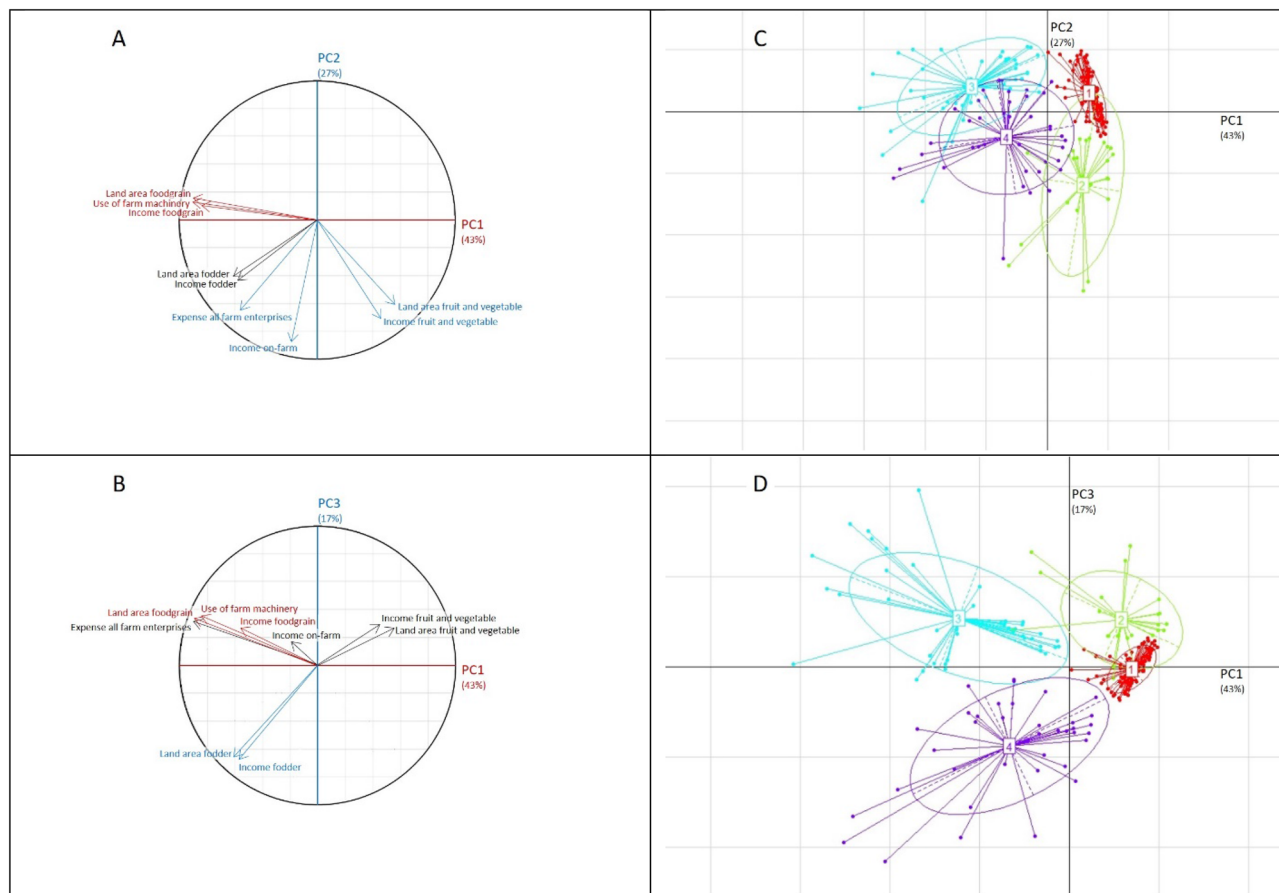 A
PC2
(27%)
Land area foodgrain
Use of farm machinery
Income foodgrain
PC1
(43%)
Land area fodder
Income fodder
Expense all farm enterprises
Land area fruit and vegetable
Income fruit and vegetable
Income on-farm
C
PC2
(27%)
3
1
4
2
PC1
(43%)
B
PC3
(17%)
Land area foodgrain
Use of farm machinery
Expense all farm enterprises
Income foodgrain
Income on-farm
Income fruit and vegetable
Land area fruit and vegetable
PC1
(43%)
Land area fodder
Income fodder
D
PC3
(17%)
3
2
1
4
PC1
(43%)